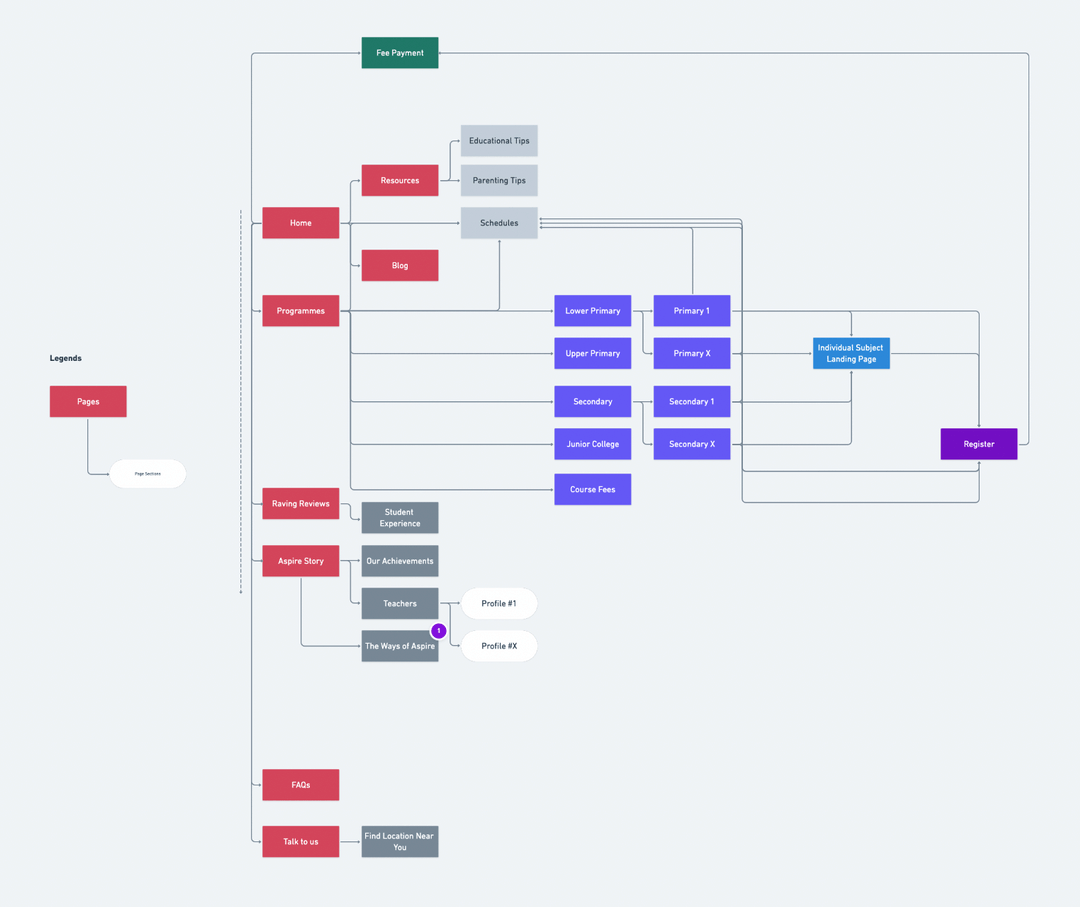 Fee Payment
Educational Tips
Resources
Parenting Tips
Home
Schedules
Blog
Programmes
Lower Primary
Primary 1
Individual Subject
Landing Page
Upper Primary
Primary X
Legends
Pages
Page Sections
Secondary
Secondary 1
Junior College
Secondary X
Register
Course Fees
Raving Reviews
Student
Experience
Aspire Story
Our Achievements
Teachers
Profile #1
1
The Ways of Aspire
Profile #X
FAQs
Talk to us
Find Location Near
You